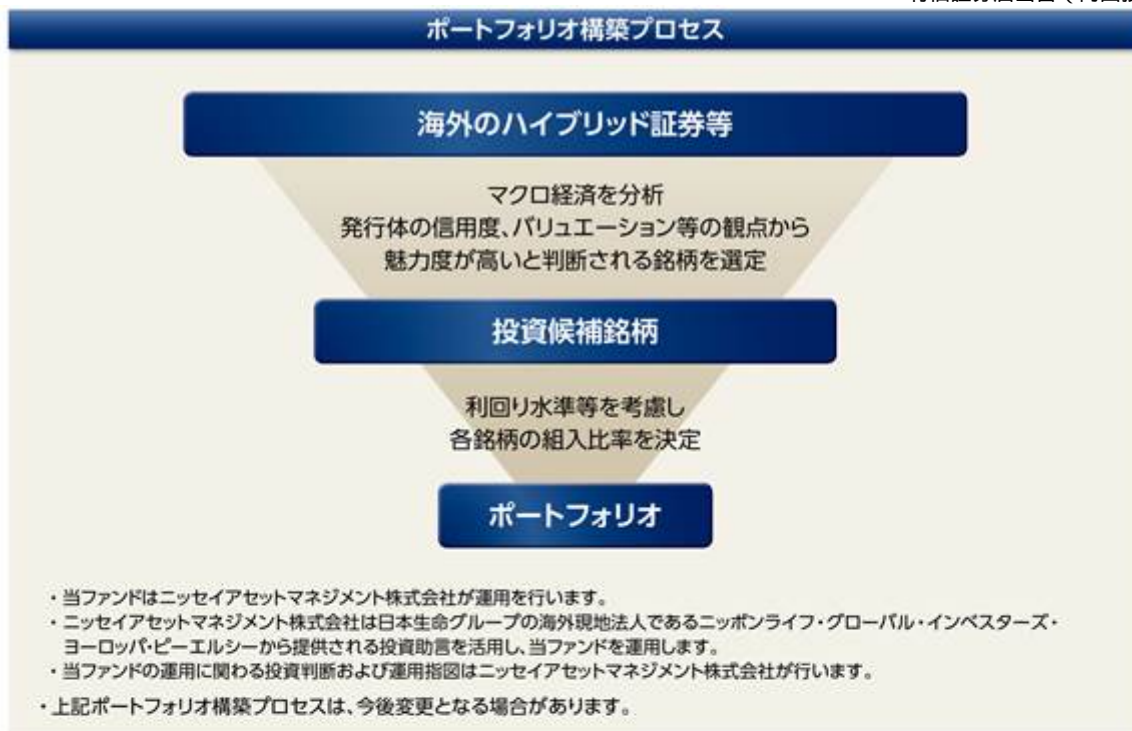 ポートフォリオ構築プロセス
海外のハイブリッド証券等
マクロ経済を分析
発行体の信用度、バリュエーション等の観点から
魅力度が高いと判断される銘柄を選定
投資候補銘柄
利回り水準等を考慮し
各銘柄の組入比率を決定
ポートフォリオ
・当ファンドはニッセイアセットマネジメント株式会社が運用を行います。
・ニッセイアセットマネジメント株式会社は日本生命グループの海外現地法人であるニッポンライフ・グローバル・インベスターズ・
ヨーロッパ・ピーエルシーから提供される投資助言を活用し、当ファンドを運用します。
・当ファンドの運用に関わる投資判断および運用指図はニッセイアセットマネジメント株式会社が行います。
・上記ポートフォリオ構築プロセスは、今後変更となる場合があります。